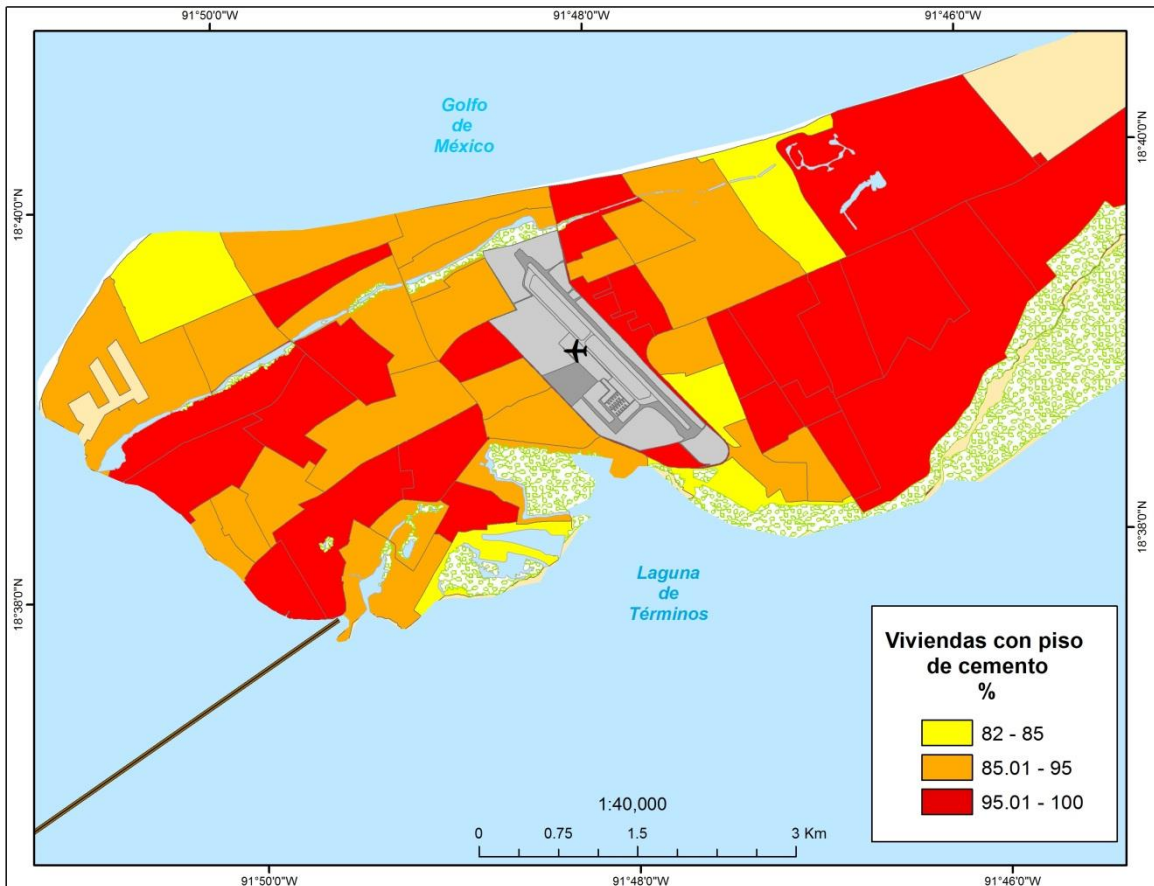 91°50'0"W
91°48'0"W
91°46'0"W
Golfo
de
México
18°40'0"N
18°40'0"N
18°38'0"N
18°38'0"N
Laguna
de
Términos
Viviendas con piso
de cemento
%
82 - 85
85.01 - 95
95.01 - 100
1:40,000
0 0.75 1.5 3 Km
91°50'0"W
91°48'0"W
91°46'0"W